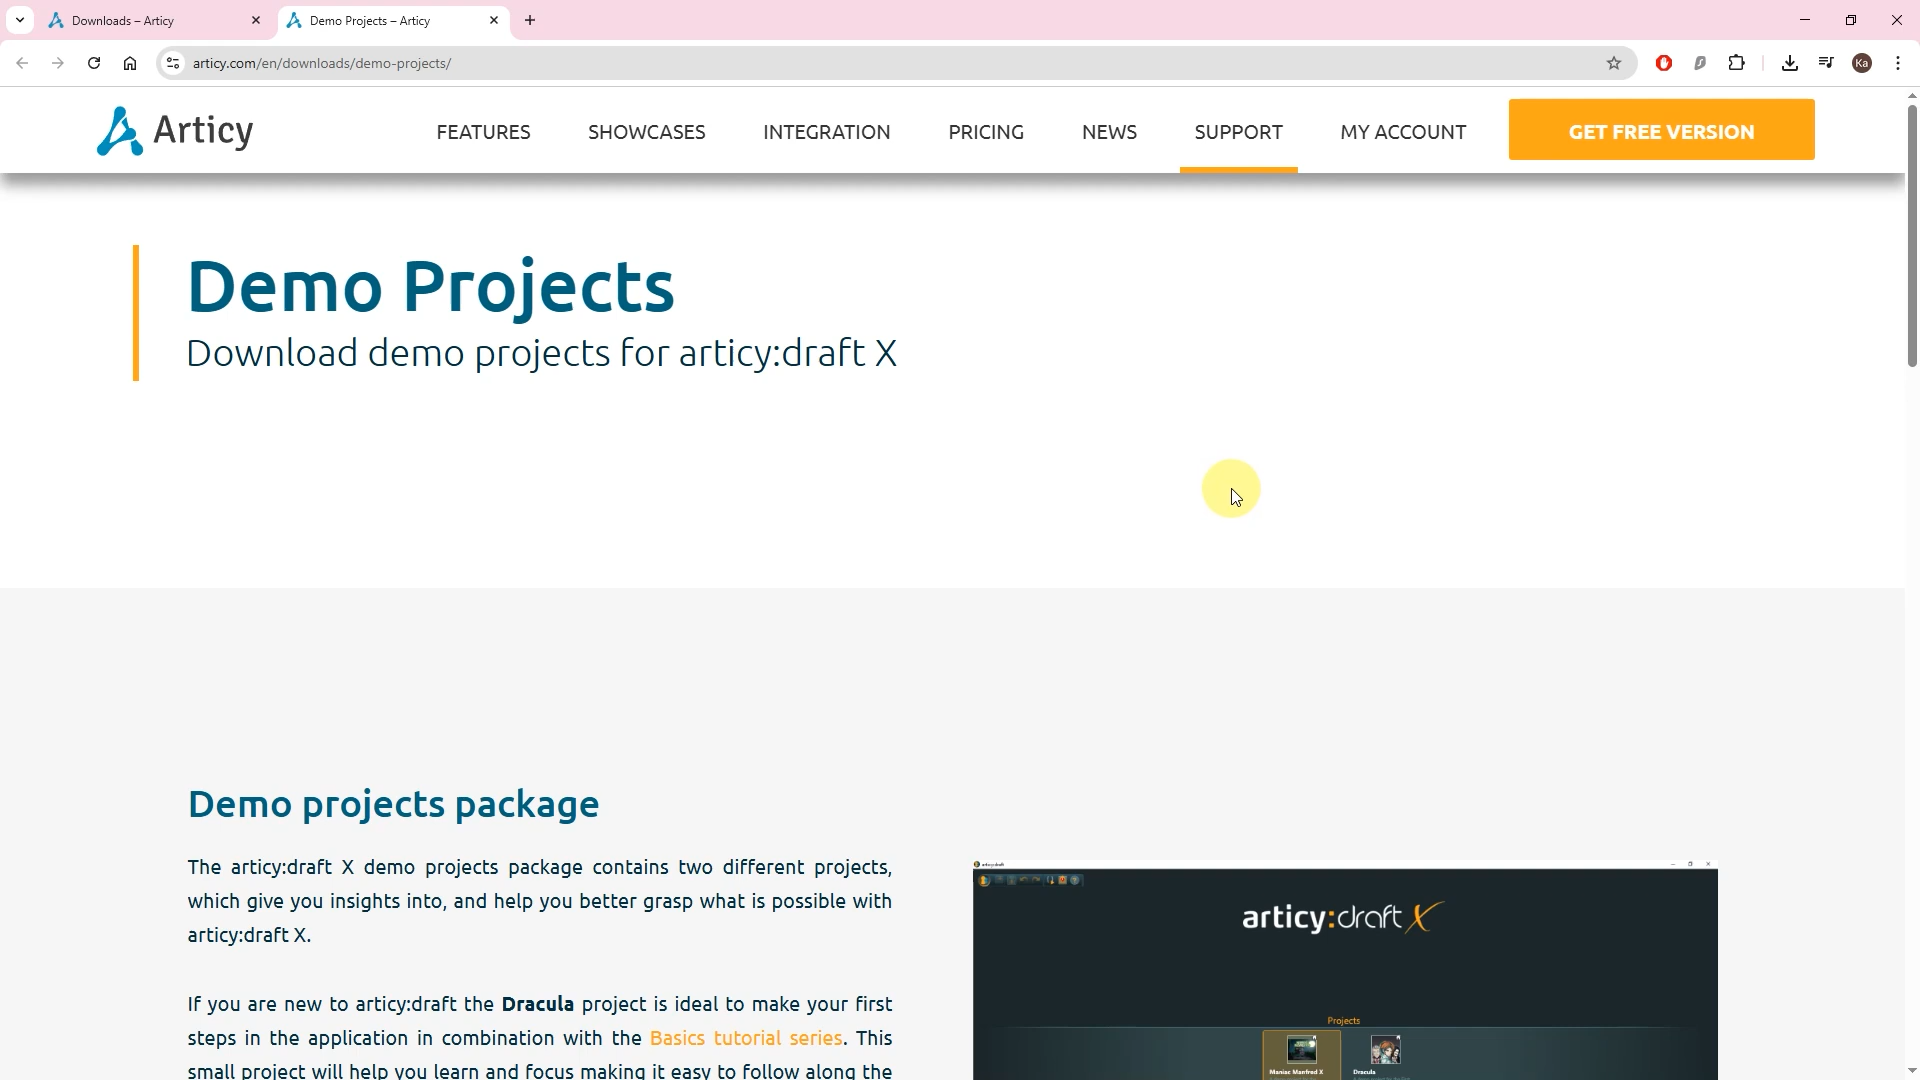 Downloads – Articy
Demo Projects – Articy
articy.com/en/downloads/demo-projects/
Ka
Articy
FEATURES
SHOWCASES
INTEGRATION
PRICING
NEWS
SUPPORT
MY ACCOUNT
GET FREE VERSION
Demo Projects
Download demo projects for articy:draft X
Demo projects package
The articy:draft X demo projects package contains two different projects,
which give you insights into, and help you better grasp what is possible with
articy:draft X.
If you are new to articy:draft the Dracula project is ideal to make your first
steps in the application in combination with the Basics tutorial series. This
small project will help you learn and focus making it easy to follow along the
articy:draft
articy:draft X
Projects
Maniac Manfred X
Dracula